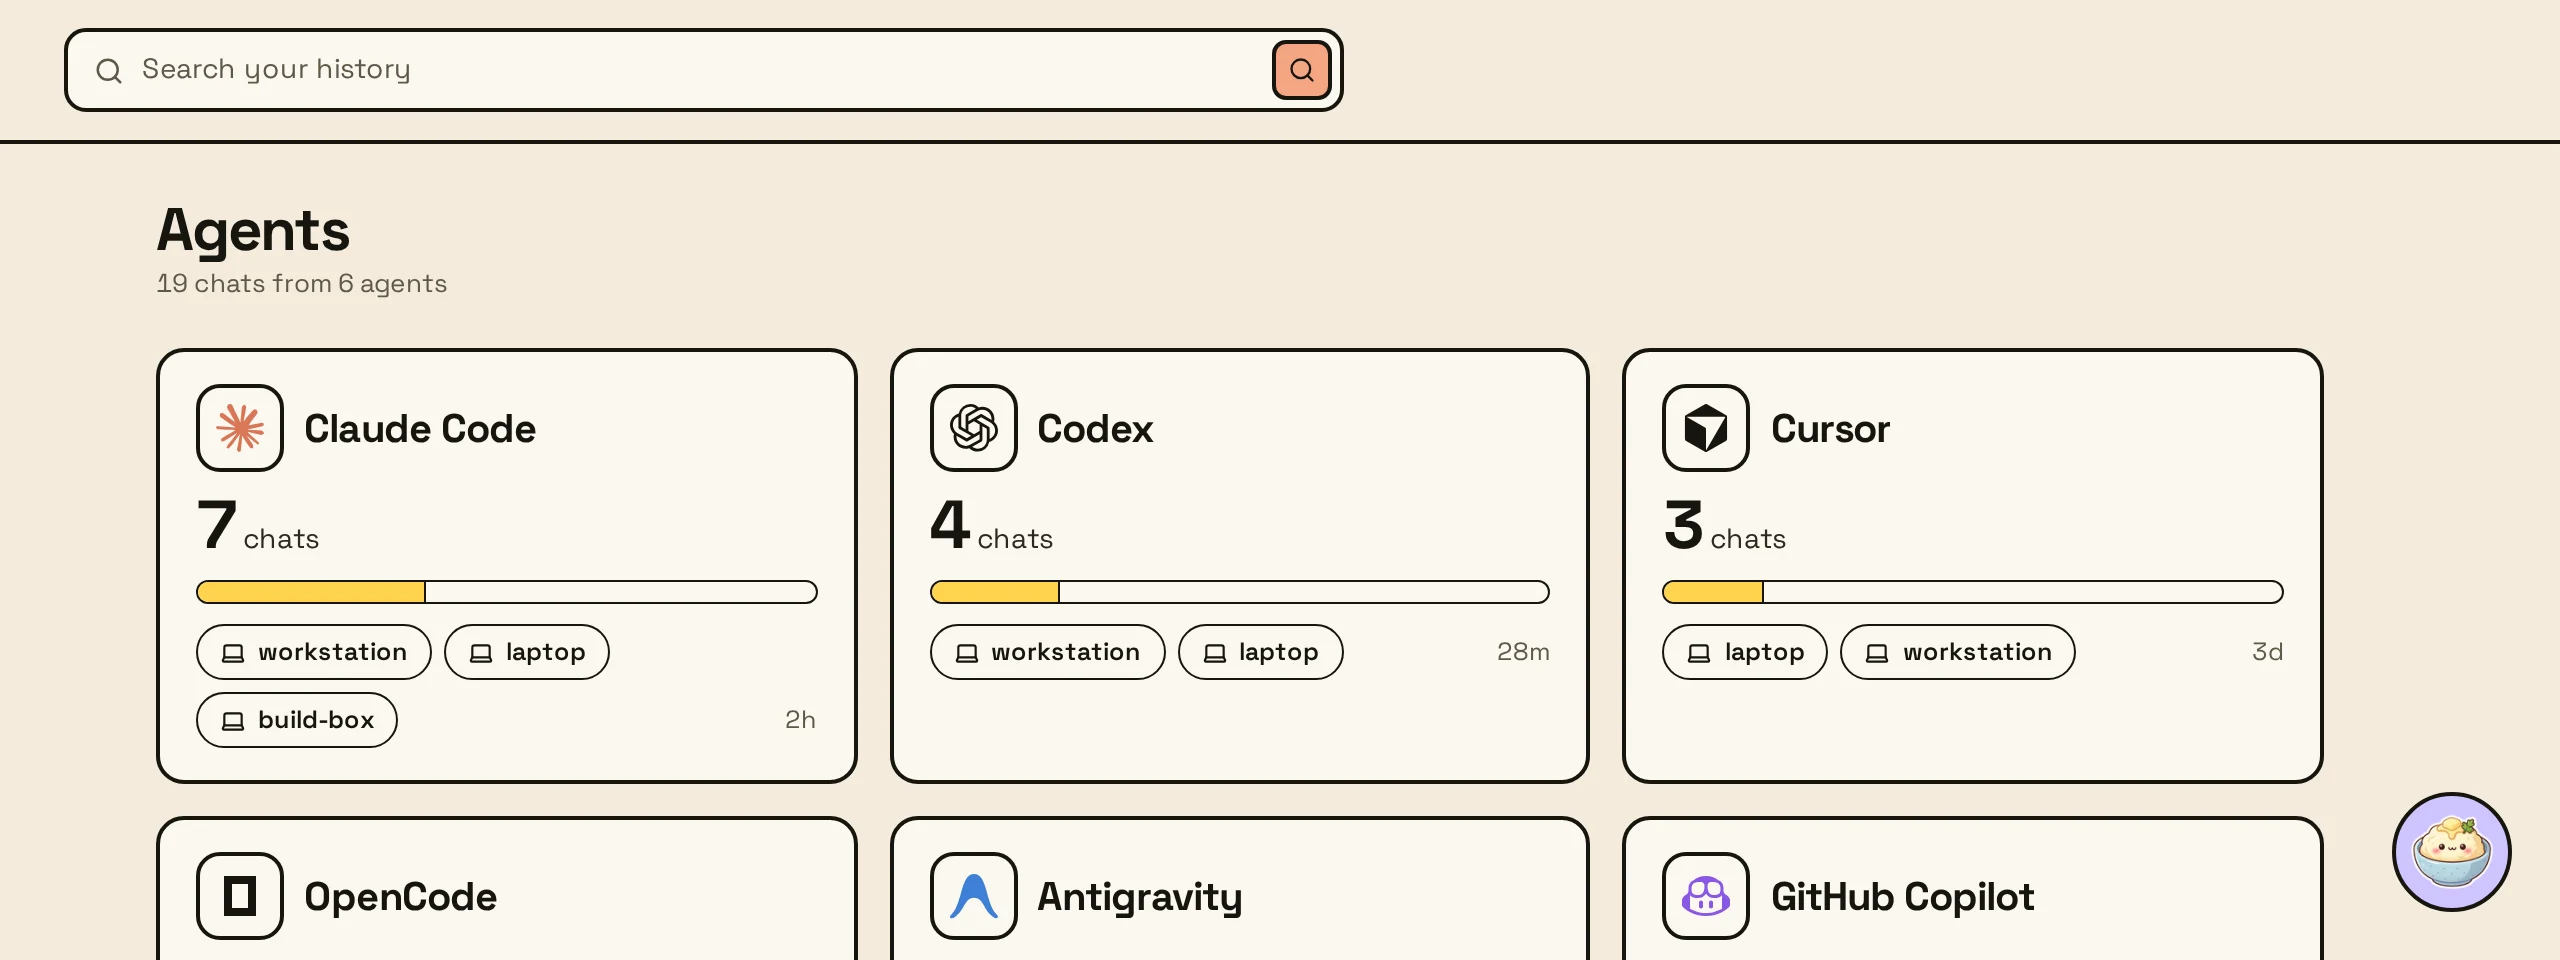 Search your history
Agents
19 chats from 6 agents
Claude Code
7 chats
workstation
laptop
build-box
2h
Codex
4 chats
workstation
laptop
28m
Cursor
3 chats
laptop
workstation
3d
OpenCode
Antigravity
GitHub Copilot